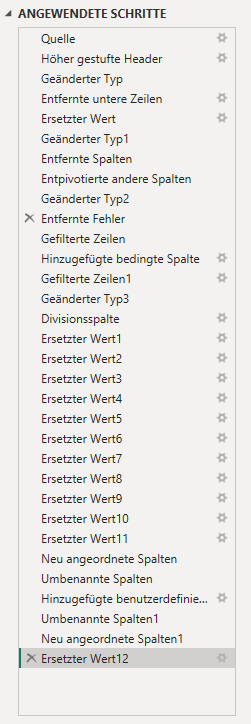 ANGEWENDETE SCHRITTE
Quelle
Höher gestufte Header
Geänderter Typ
Entfernte untere Zeilen
Ersetzter Wert
Geänderter Typ1
Entfernte Spalten
Entpivotierte andere Spalten
Geänderter Typ2
Entfernte Fehler
Gefilterte Zeilen
Hinzugefügte bedingte Spalte
Gefilterte Zeilen1
Geänderter Typ3
Divisionsspalte
Ersetzter Wert1
Ersetzter Wert2
Ersetzter Wert3
Ersetzter Wert4
Ersetzter Wert5
Ersetzter Wert6
Ersetzter Wert7
Ersetzter Wert8
Ersetzter Wert9
Ersetzter Wert10
Ersetzter Wert11
Neu angeordnete Spalten
Umbenannte Spalten
Hinzugefügte benutzerdefinie...
Umbenannte Spalten1
Neu angeordnete Spalten1
Ersetzter Wert12